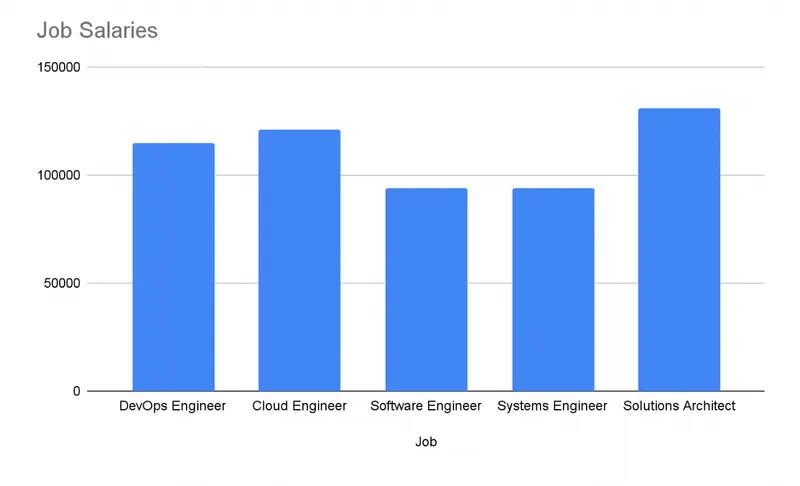 Job Salaries
150000
100000
50000
0
DevOps Engineer Cloud Engineer Software Engineer Systems Engineer Solutions Architect
Job